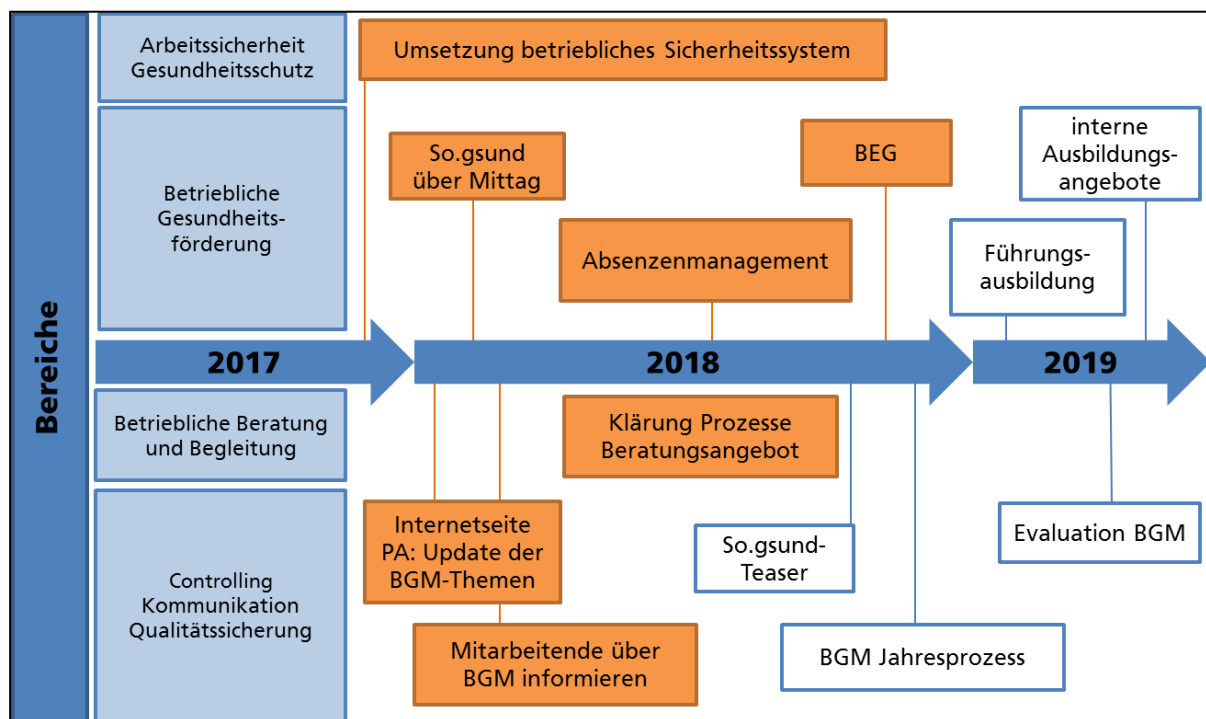 Bereiche
Arbeitssicherheit
Gesundheitsschutz
Umsetzung betriebliches Sicherheitssystem
Betriebliche
Gesundheits-
förderung
So.gsund
über Mittag
Absenzenmanagement
BEG
Führungs-
ausbildung
interne
Ausbildungs-
angebote
2017
2018
2019
Betriebliche Beratung
und Begleitung
Klärung Prozesse
Beratungsangebot
Controlling
Kommunikation
Qualitätssicherung
Internetseite
PA: Update der
BGM-Themen
Mitarbeitende über
BGM informieren
So.gsund-
Teaser
BGM Jahresprozess
Evaluation BGM